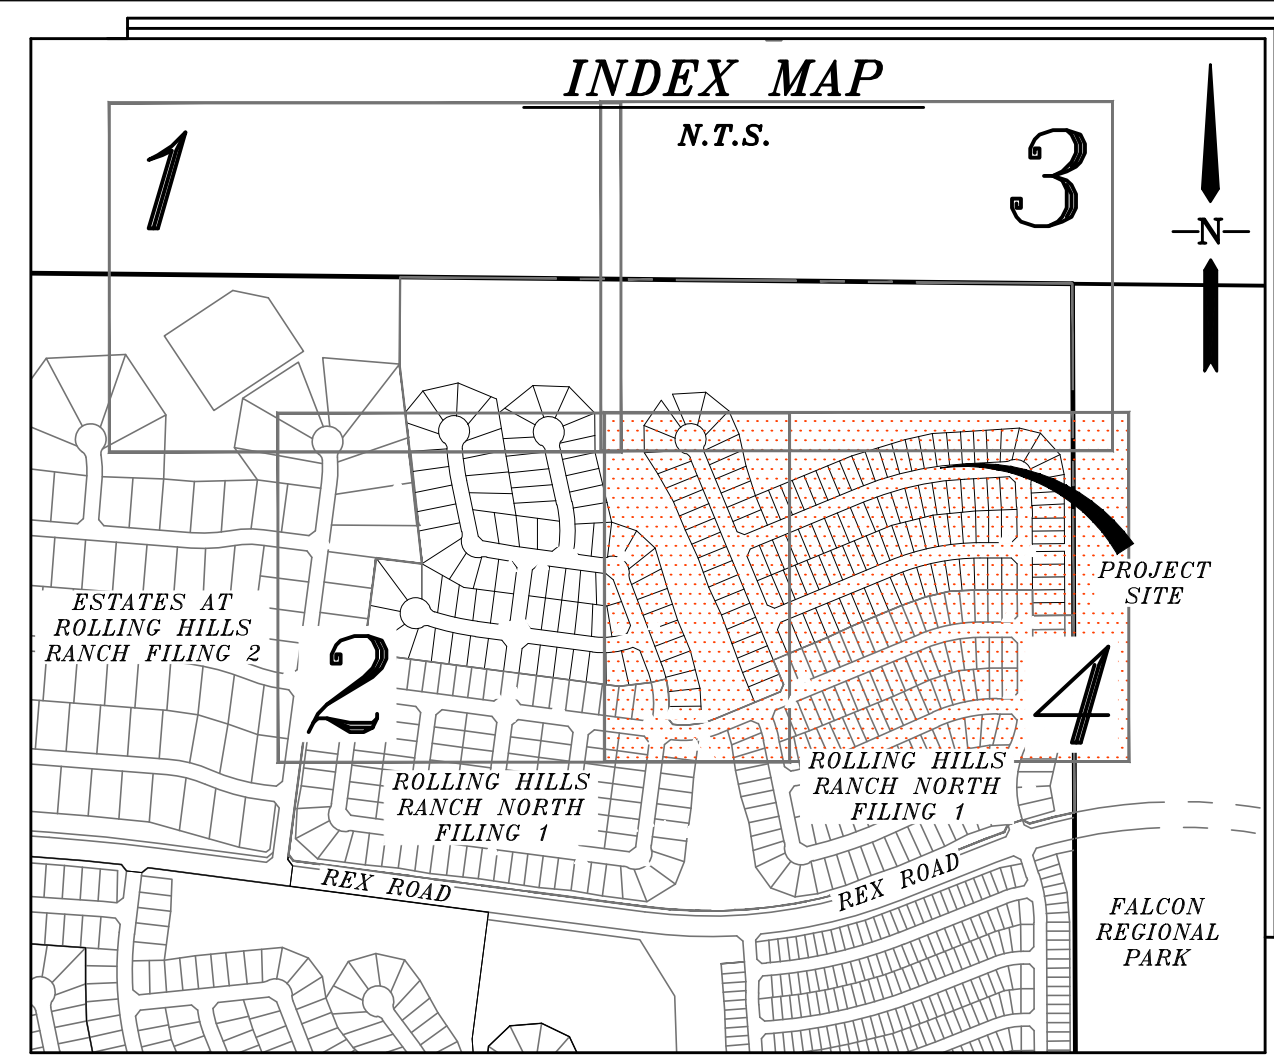 INDEX MAP
N.T.S.
1
3
N
PROJECT
SITE
ESTATES AT
ROLLING HILLS
RANCH FILING 2
2
4
ROLLING HILLS
RANCH NORTH
FILING 1
ROLLING HILLS
RANCH NORTH
FILING 1
REX ROAD
REX ROAD
FALCON
REGIONAL
PARK